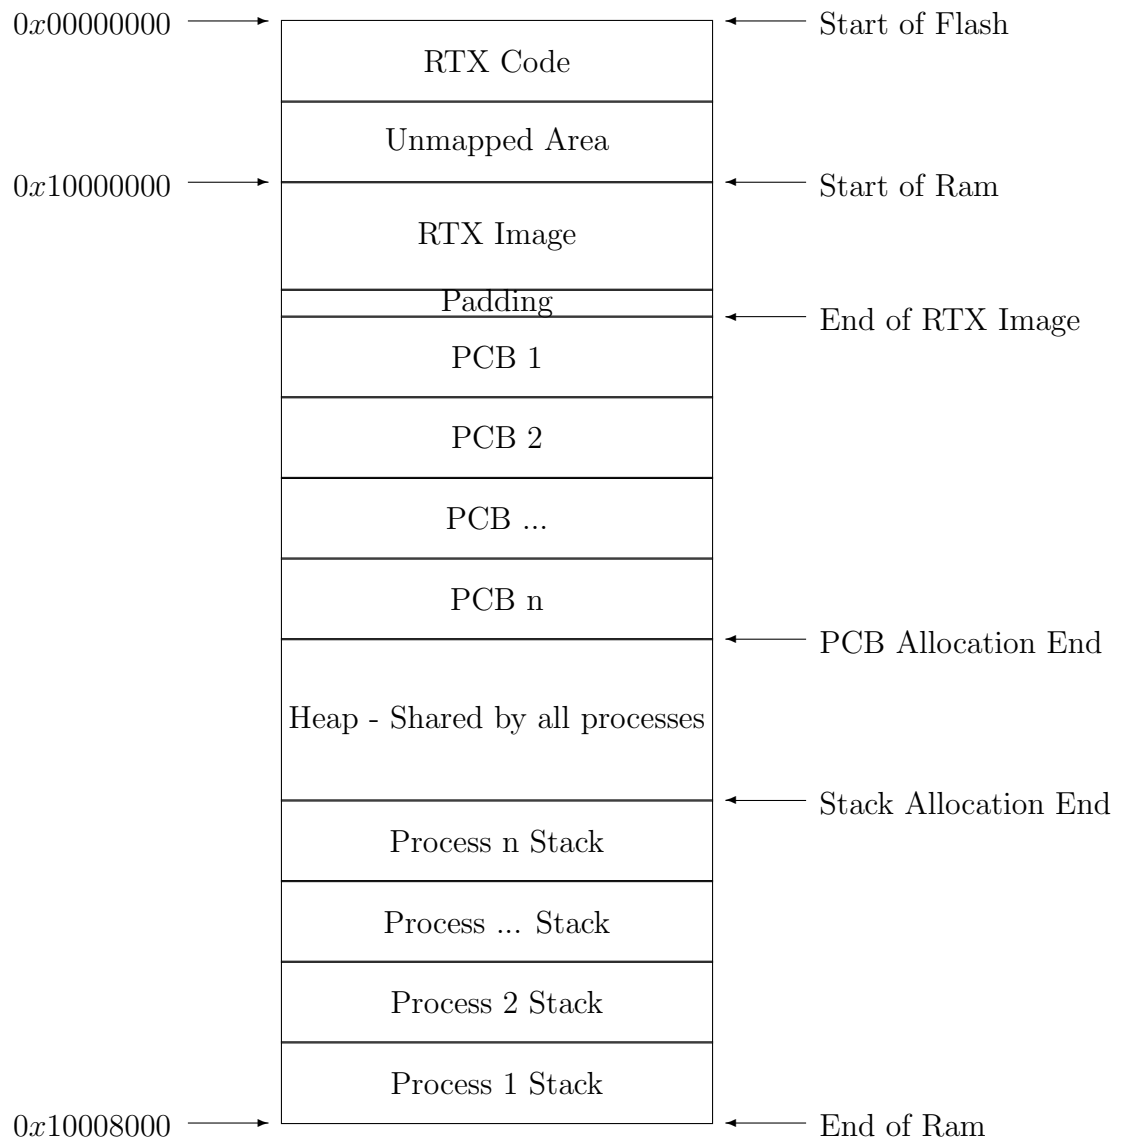 0x00000000
Start of Flash
RTX Code
Unmapped Area
0x10000000
Start of Ram
RTX Image
Padding
End of RTX Image
PCB 1
PCB 2
PCB ...
PCB n
PCB Allocation End
Heap - Shared by all processes
Stack Allocation End
Process n Stack
Process ... Stack
Process 2 Stack
Process 1 Stack
0x10008000
End of Ram